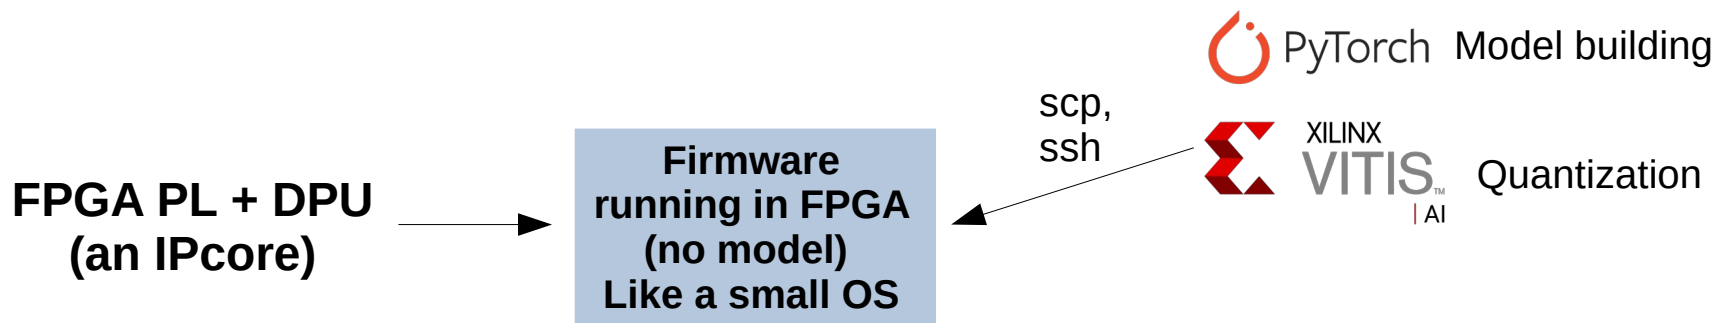 FPGA PL + DPU
(an IPcore)
Firmware
running in FPGA
(no model)
Like a small OS
scp,
ssh
PyTorch Model building
XILINX
VITIS™
| AI
Quantization